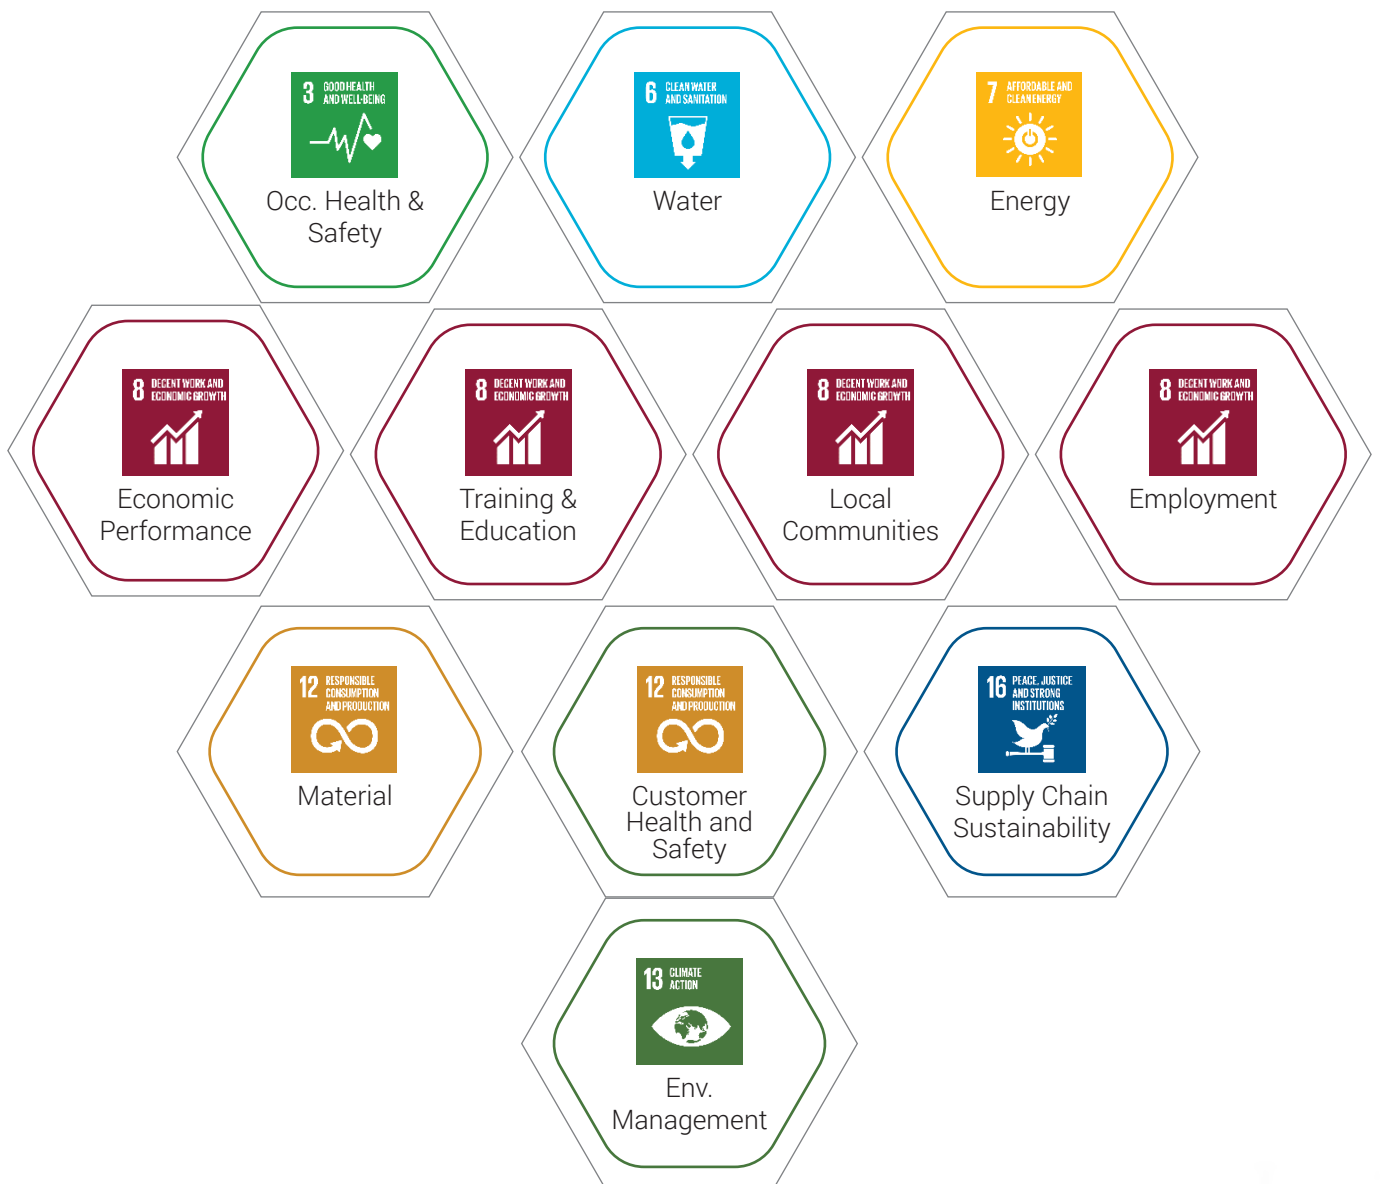 3 GOOD HEALTH
AND WELL-BEING
Occ. Health &
Safety
6 CLEAN WATER
AND SANITATION
Water
7 AFFORDABLE AND
CLEAN ENERGY
Energy
8 DECENT WORK AND
ECONOMIC GROWTH
Economic
Performance
8 DECENT WORK AND
ECONOMIC GROWTH
Training &
Education
8 DECENT WORK AND
ECONOMIC GROWTH
Local
Communities
8 DECENT WORK AND
ECONOMIC GROWTH
Employment
12 RESPONSIBLE
CONSUMPTION
AND PRODUCTION
Material
12 RESPONSIBLE
CONSUMPTION
AND PRODUCTION
Customer
Health and
Safety
16 PEACE, JUSTICE
AND STRONG
INSTITUTIONS
Supply Chain
Sustainability
13 CLIMATE
ACTION
Env.
Management